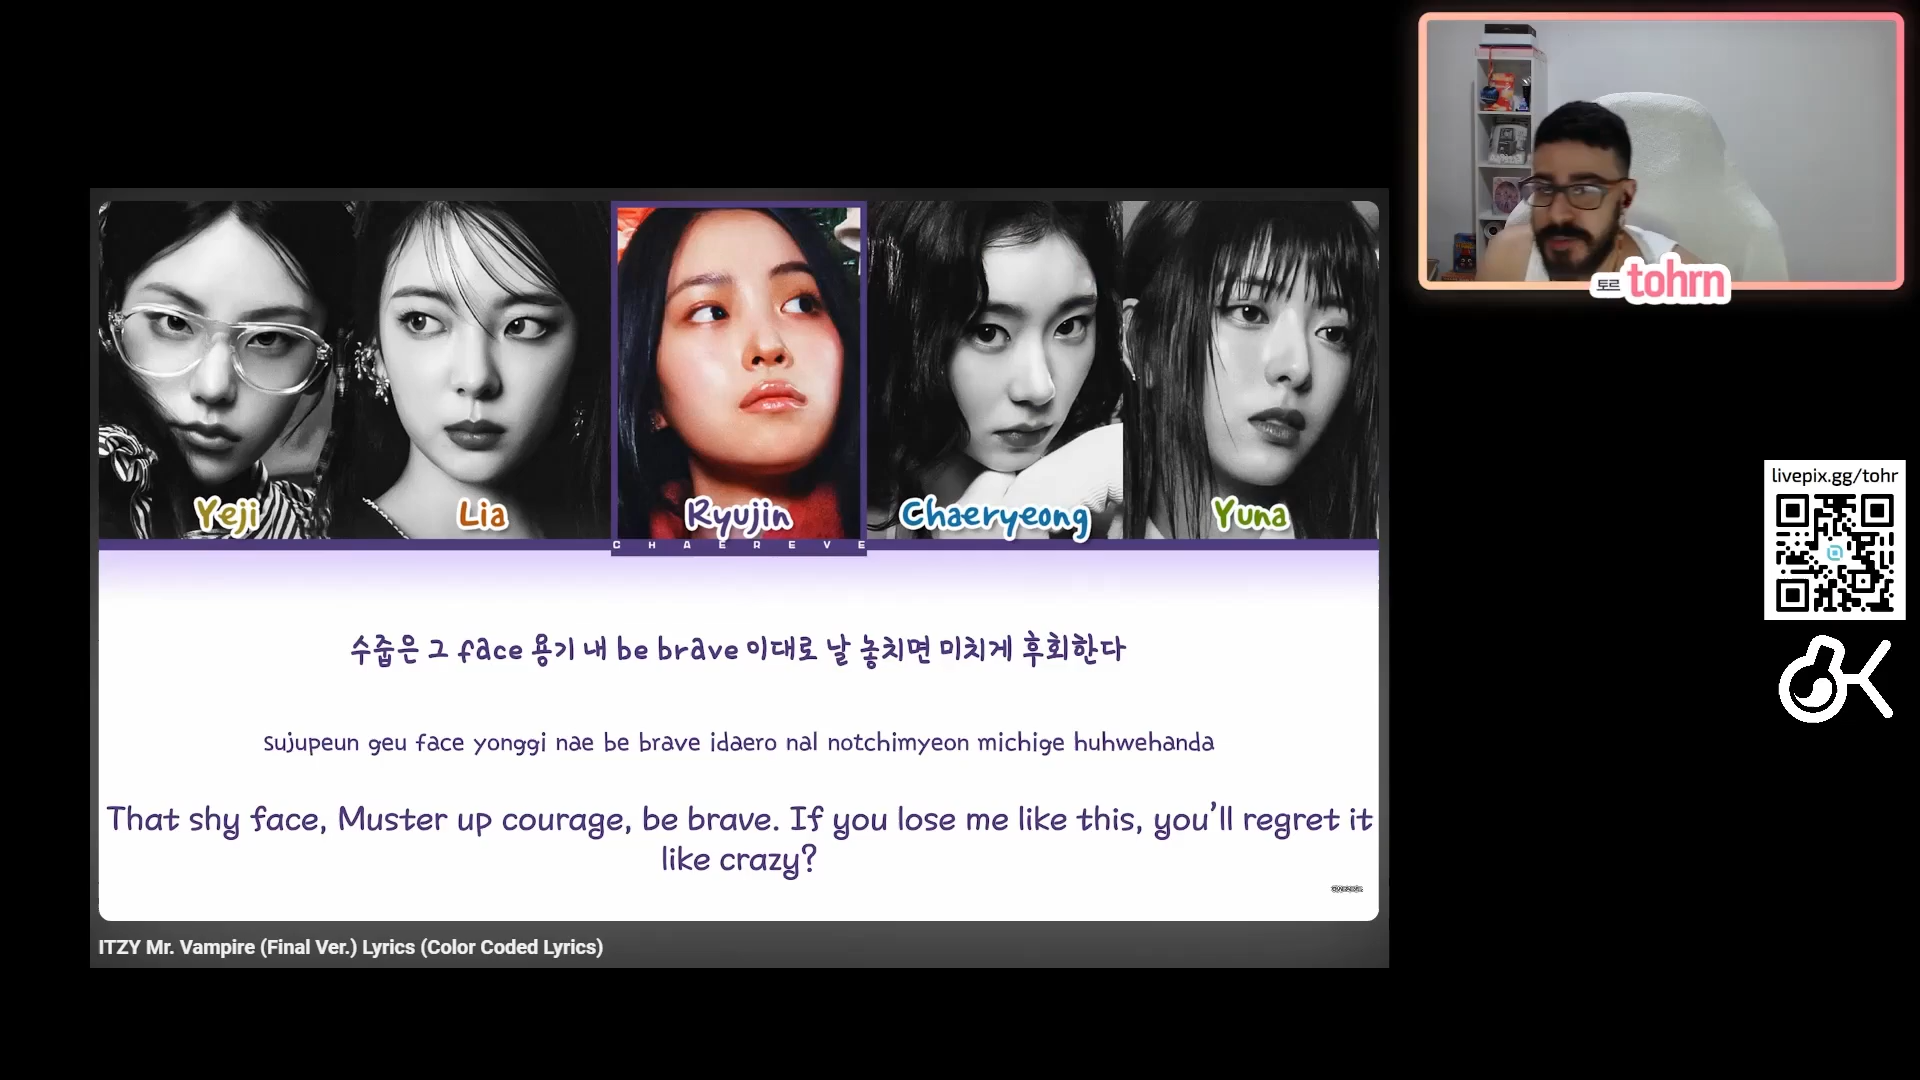 토르 tohrn
Yeji
Lia
Ryujin
Chaeryeong
Yuna
CHAEREVE
livepix.gg/tohr
수줍은 그 face 용기 내 be brave 이대로 날 놓치면 미치게 후회한다
sujupeun geu face yonggi nae be brave idaero nal notchimyeon michige huhwehanda
That shy face, Muster up courage, be brave. If you lose me like this, you'll regret it
like crazy?
ITZY Mr. Vampire (Final Ver.) Lyrics (Color Coded Lyrics)